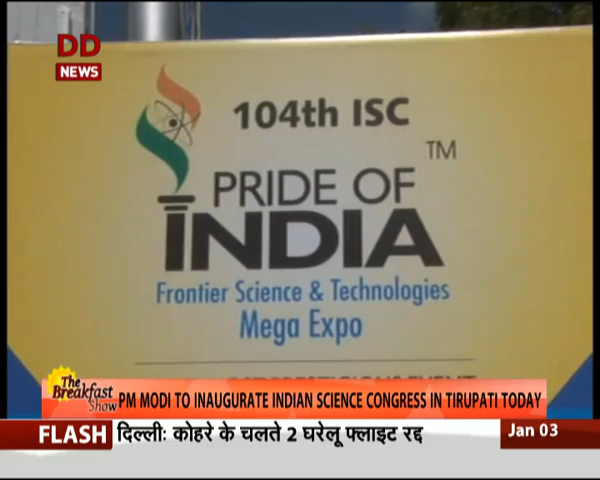 DD
NEWS
104th ISC
TM
PRIDE OF
INDIA
Frontier Science & Technologies
Mega Expo
The
Breakfast
Show
PM MODI TO INAUGURATE INDIAN SCIENCE CONGRESS IN TIRUPATI TODAY
FLASH
दिल्लीः कोहरे के चलते 2 घरेलू फ्लाइट रद्द
Jan 03